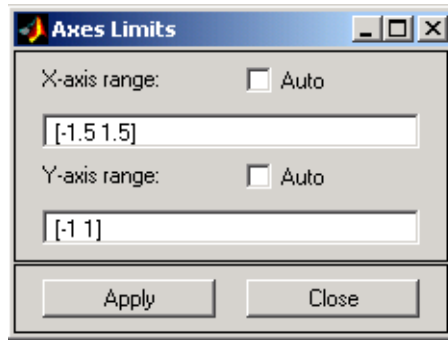 Axes Limits
X-axis range: Auto
[-1.5 1.5]
Y-axis range: Auto
[-1 1]
Apply Close